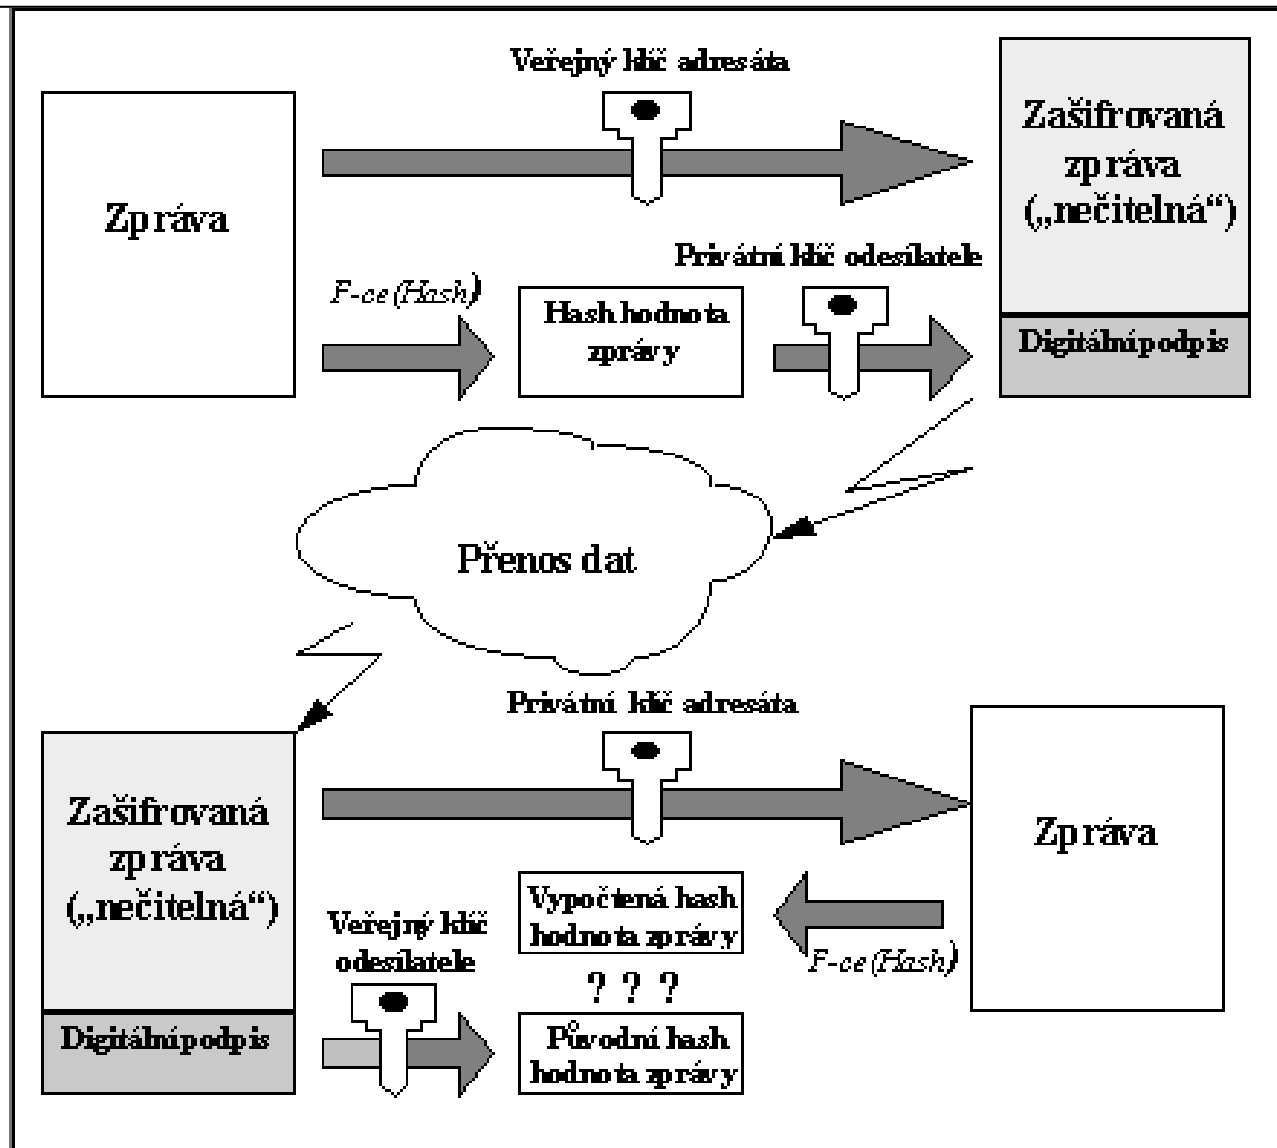 Veřejný klíč adresáta
Zpráva
Zašifrovaná
zpráva
(„nečitelná“)
Privátní klíč odesílatele
F-ce (Hash)
Hash hodnota
zprávy
Digitální podpis
Přenos dat
Privátní klíč adresáta
Zašifrovaná
zpráva
(„nečitelná“)
Zpráva
Vypočtená hash
hodnota zprávy
Veřejný klíč
odesílatele
F-ce (Hash)
? ? ?
Digitální podpis
Původní hash
hodnota zprávy